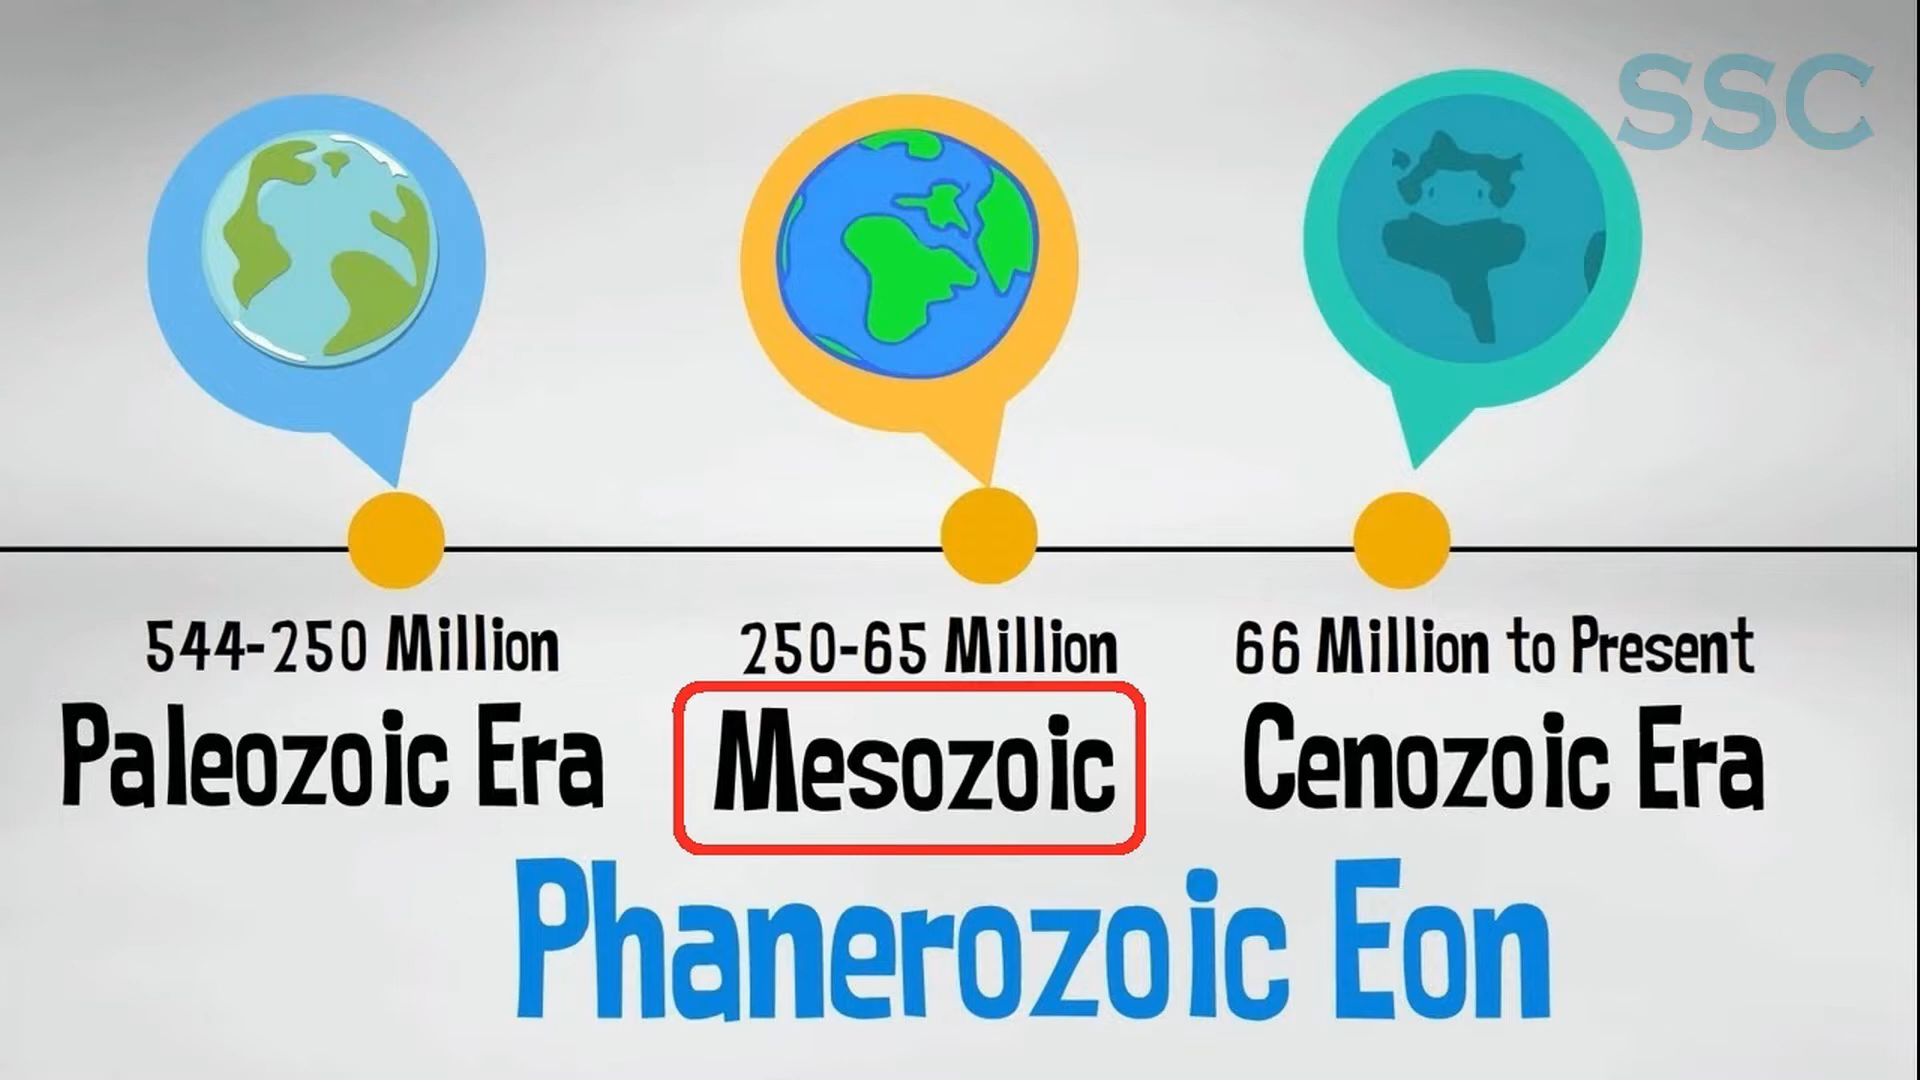 SSC
544-250 Million
Paleozoic Era
250-65 Million
Mesozoic
66 Million to Present
Cenozoic Era
Phanerozoic Eon